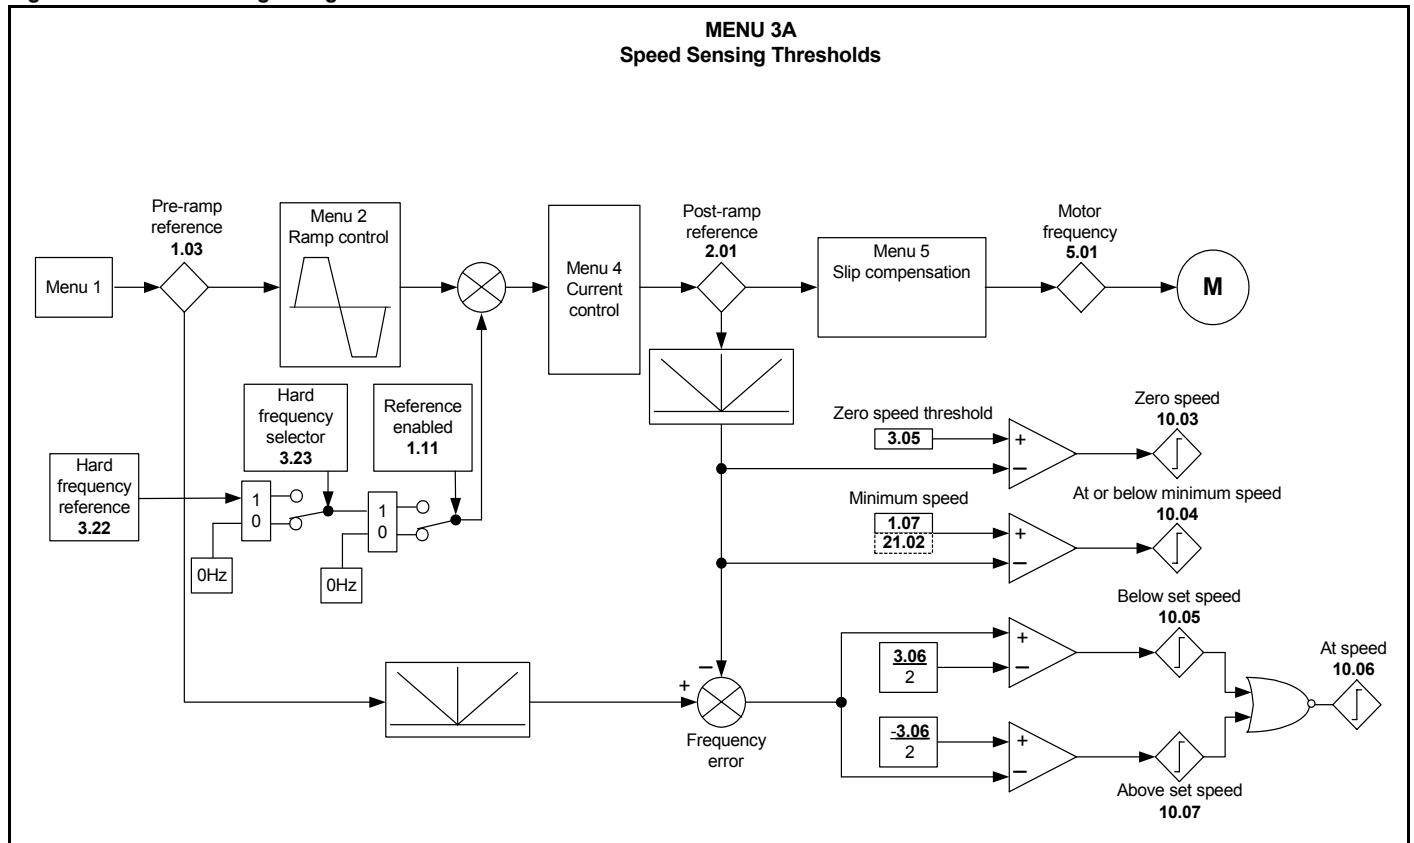 MENU 3A
Speed Sensing Thresholds
Pre-ramp
reference
1.03
Menu 1
Menu 2
Ramp control
Menu 4
Current
control
Post-ramp
reference
2.01
Menu 5
Slip compensation
Motor
frequency
5.01
M
Hard
frequency
selector
3.23
Reference
enabled
1.11
Hard
frequency
reference
3.22
1
0
0Hz
1
0
0Hz
Zero speed threshold
3.05
+
−
Zero speed
10.03
Minimum speed
1.07
21.02
+
−
At or below minimum speed
10.04
Below set speed
10.05
3.06
2
+
−
−
+
Frequency
error
-3.06
2
+
−
Above set speed
10.07
At speed
10.06